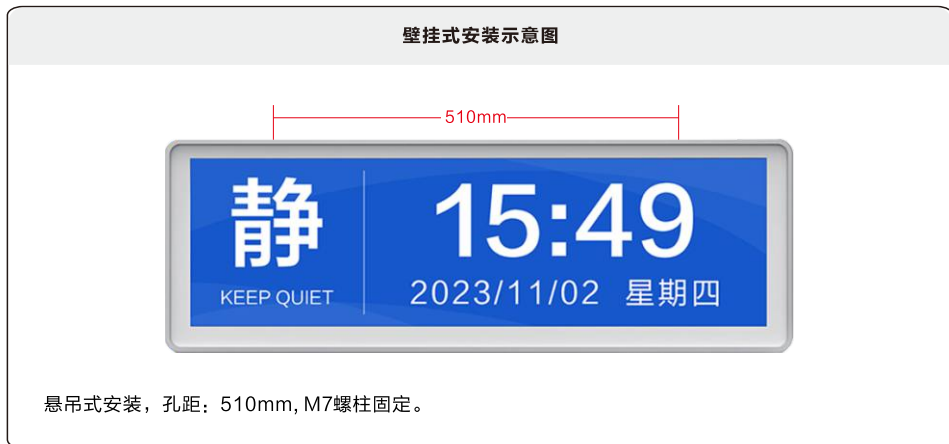 壁挂式安装示意图
510mm
静
KEEP QUIET
15:49
2023/11/02 星期四
悬吊式安装，孔距：510mm, M7螺柱固定。